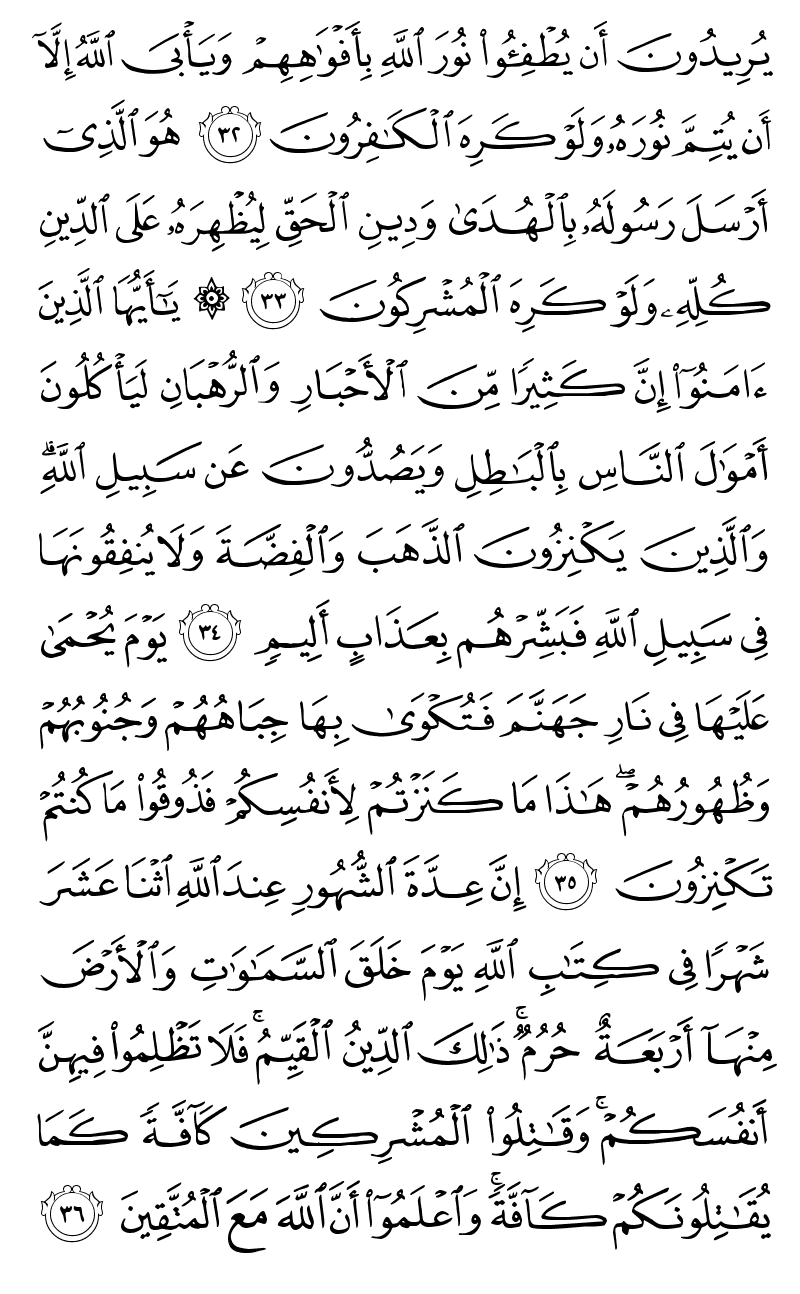 يُرِيدُونَ أَن يُطْفِـُٔوا۟ نُورَ ٱللَّهِ بِأَفْوَٰهِهِمْ وَيَأْبَى ٱللَّهُ إِلَّآ
أَن يُتِمَّ نُورَهُۥ وَلَوْ كَرِهَ ٱلْكَٰفِرُونَ ٣٢ هُوَ ٱلَّذِىٓ
أَرْسَلَ رَسُولَهُۥ بِٱلْهُدَىٰ وَدِينِ ٱلْحَقِّ لِيُظْهِرَهُۥ عَلَى ٱلدِّينِ
كُلِّهِۦ وَلَوْ كَرِهَ ٱلْمُشْرِكُونَ ٣٣ ۞ يَٰٓأَيُّهَا ٱلَّذِينَ
ءَامَنُوٓا۟ إِنَّ كَثِيرًا مِّنَ ٱلْأَحْبَارِ وَٱلرُّهْبَانِ لَيَأْكُلُونَ
أَمْوَٰلَ ٱلنَّاسِ بِٱلْبَٰطِلِ وَيَصُدُّونَ عَن سَبِيلِ ٱللَّهِۗ
وَٱلَّذِينَ يَكْنِزُونَ ٱلذَّهَبَ وَٱلْفِضَّةَ وَلَا يُنفِقُونَهَا
فِى سَبِيلِ ٱللَّهِ فَبَشِّرْهُم بِعَذَابٍ أَلِيمٍ ٣٤ يَوْمَ يُحْمَىٰ
عَلَيْهَا فِى نَارِ جَهَنَّمَ فَتُكْوَىٰ بِهَا جِبَاهُهُمْ وَجُنُوبُهُمْ
وَظُهُورُهُمْۖ هَٰذَا مَا كَنَزْتُمْ لِأَنفُسِكُمْ فَذُوقُوا۟ مَا كُنتُمْ
تَكْنِزُونَ ٣٥ إِنَّ عِدَّةَ ٱلشُّهُورِ عِندَ ٱللَّهِ ٱثْنَا عَشَرَ
شَهْرًا فِى كِتَٰبِ ٱللَّهِ يَوْمَ خَلَقَ ٱلسَّمَٰوَٰتِ وَٱلْأَرْضَ
مِنْهَآ أَرْبَعَةٌ حُرُمٌۚ ذَٰلِكَ ٱلدِّينُ ٱلْقَيِّمُۚ فَلَا تَظْلِمُوا۟ فِيهِنَّ
أَنفُسَكُمْۚ وَقَٰتِلُوا۟ ٱلْمُشْرِكِينَ كَآفَّةً كَمَا
يُقَٰتِلُونَكُمْ كَآفَّةًۚ وَٱعْلَمُوٓا۟ أَنَّ ٱللَّهَ مَعَ ٱلْمُتَّقِينَ ٣٦